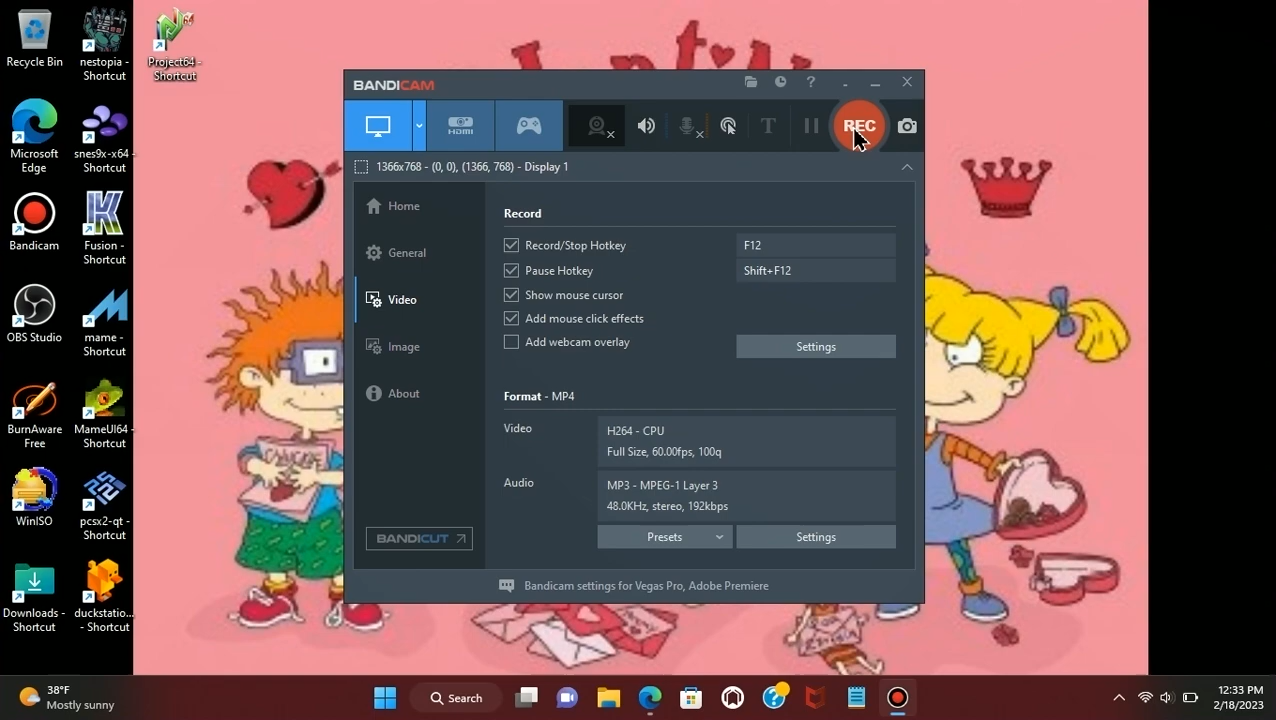 Recycle Bin
nestopia -
Shortcut
Project64 -
Shortcut
Microsoft
Edge
snes9x-x64 -
Shortcut
Bandicam
Fusion -
Shortcut
OBS Studio
mame -
Shortcut
BurnAware
Free
MameUI64 -
Shortcut
WinISO
pcsx2-qt -
Shortcut
Downloads -
Shortcut
duckstatio...
- Shortcut
BANDICAM
?
HDMI
T
REC
1366x768 - (0, 0), (1366, 768) - Display 1
Home
General
Video
Image
About
BANDICUT
Record
Record/Stop Hotkey
F12
Pause Hotkey
Shift+F12
Show mouse cursor
Add mouse click effects
Add webcam overlay
Settings
Format - MP4
Video
H264 - CPU
Full Size, 60.00fps, 100q
Audio
MP3 - MPEG-1 Layer 3
48.0KHz, stereo, 192kbps
Presets
Settings
Bandicam settings for Vegas Pro, Adobe Premiere
38°F
Mostly sunny
Search
12:33 PM
2/18/2023